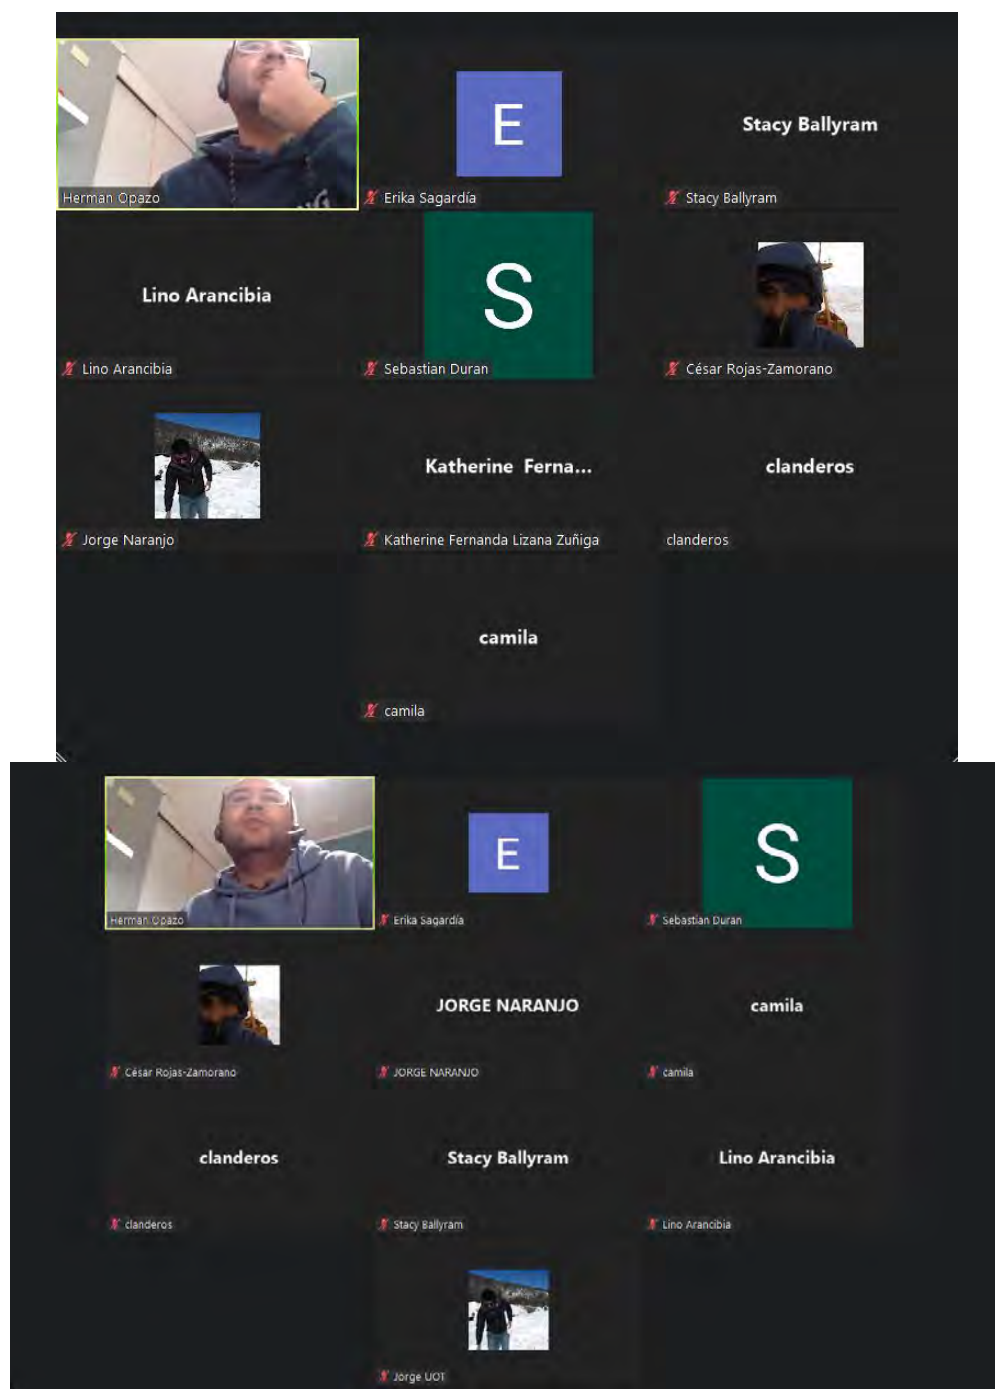 Herman Opazo
E
Erika Sagardía
Stacy Ballyram
Stacy Ballyram
Lino Arancibia
Lino Arancibia
S
Sebastian Duran
César Rojas-Zamorano
Jorge Naranjo
Katherine Ferna...
Katherine Fernanda Lizana Zuñiga
clanderos
clanderos
camila
camila
Herman Opazo
E
Erika Sagardía
S
Sebastian Duran
César Rojas-Zamorano
JORGE NARANJO
JORGE NARANJO
camila
camila
clanderos
clanderos
Stacy Ballyram
Stacy Ballyram
Lino Arancibia
Lino Arancibia
Jorge UOT